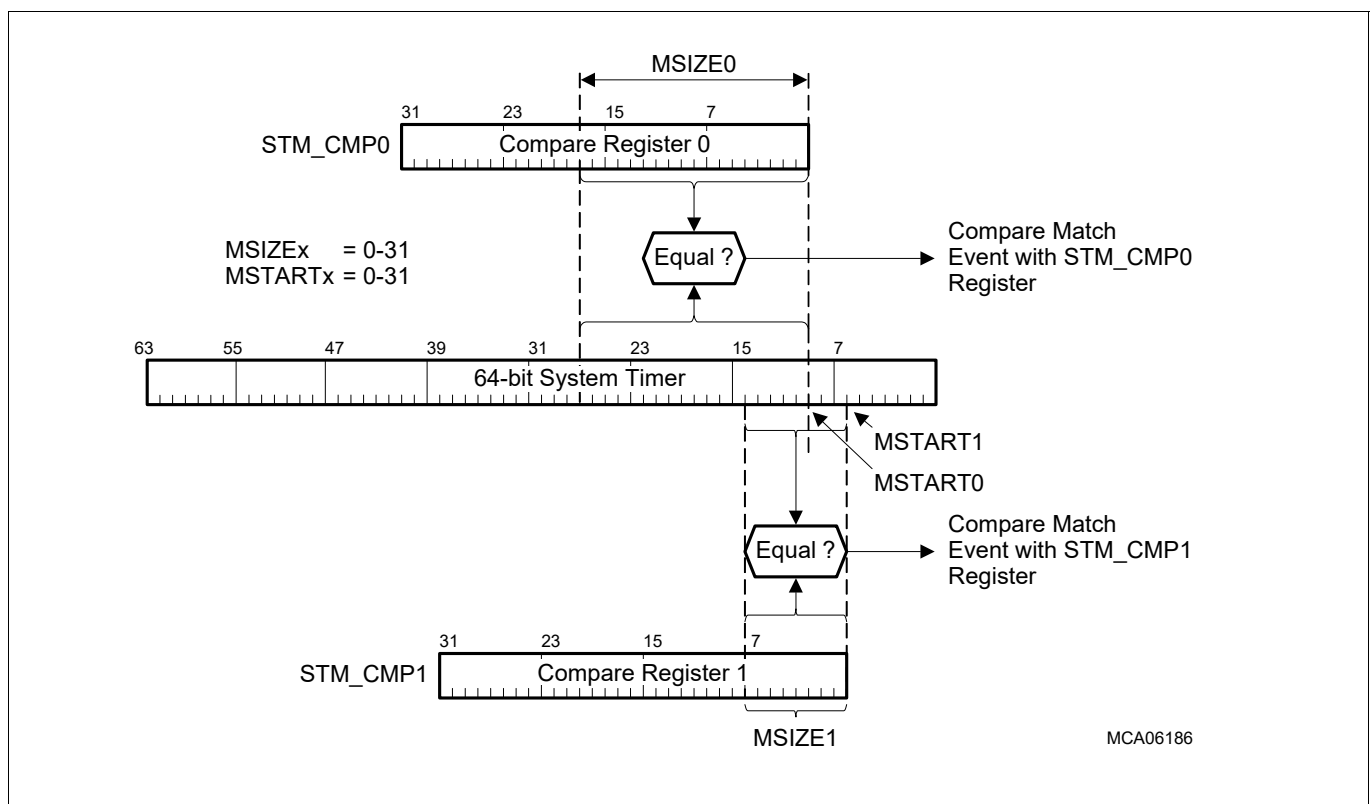 MSIZE0
31 23 15 7
STM_CMP0 Compare Register 0
MSIZEx = 0-31
MSTARTx = 0-31
Equal ?
Compare Match
Event with STM_CMP0
Register
63 55 47 39 31 23 15 7
64-bit System Timer
MSTART1
MSTART0
Equal ?
Compare Match
Event with STM_CMP1
Register
31 23 15 7
STM_CMP1 Compare Register 1
MSIZE1
MCA06186